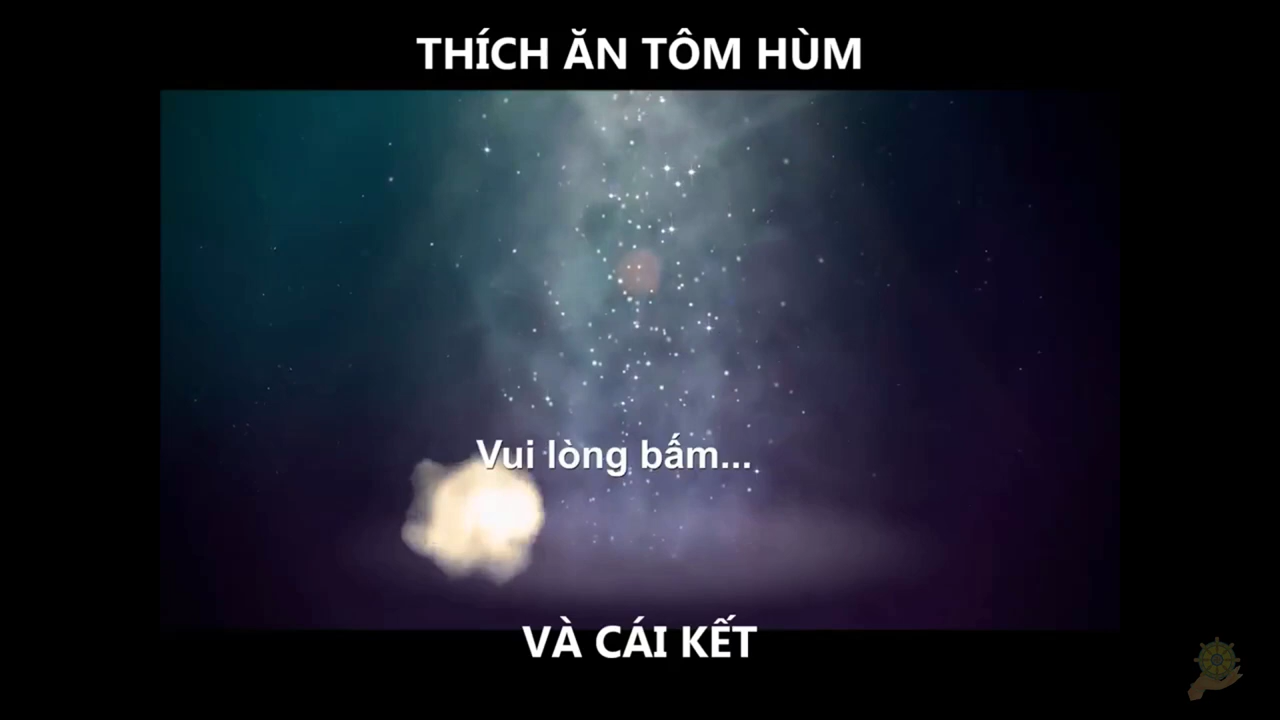 THÍCH ĂN TÔM HÙM
Vui lòng bấm...
VÀ CÁI KẾT